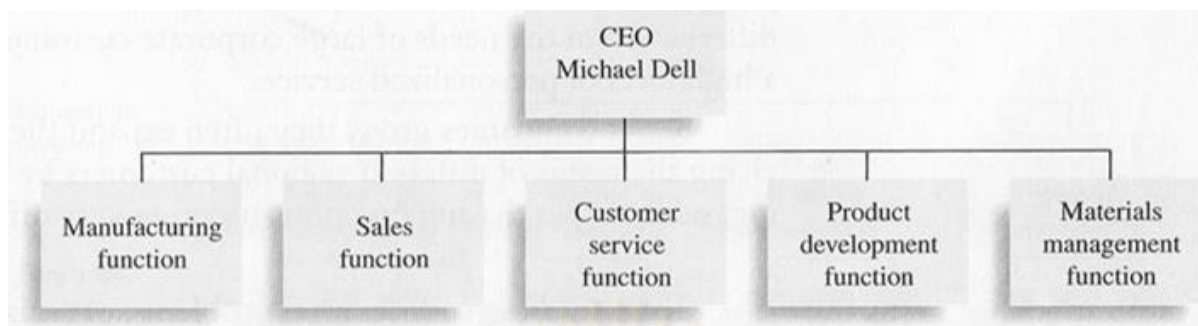 CEO
Michael Dell
Manufacturing
function
Sales
function
Customer
service
function
Product
development
function
Materials
management
function